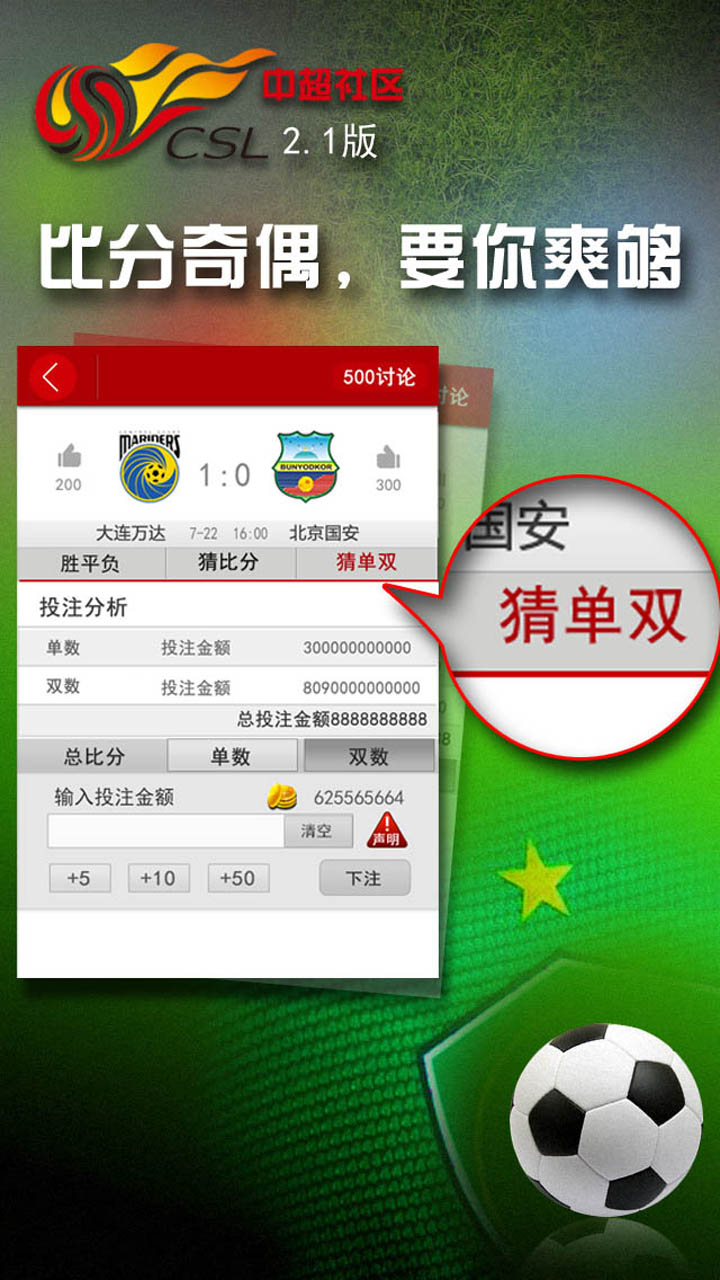 中超社区
CSL 2.1版
比分奇偶，要你爽够
500讨论
讨论
MARINERS
BUNYODKOR
200
1:0
300
大连万达 7-22 16:00 北京国安
国安
胜平负 猜比分 猜单双
猜单双
投注分析
单数 投注金额 300000000000
双数 投注金额 8090000000000
总投注金额8888888888
总比分 单数 双数
输入投注金额 625565664
清空 声明
+5 +10 +50 下注